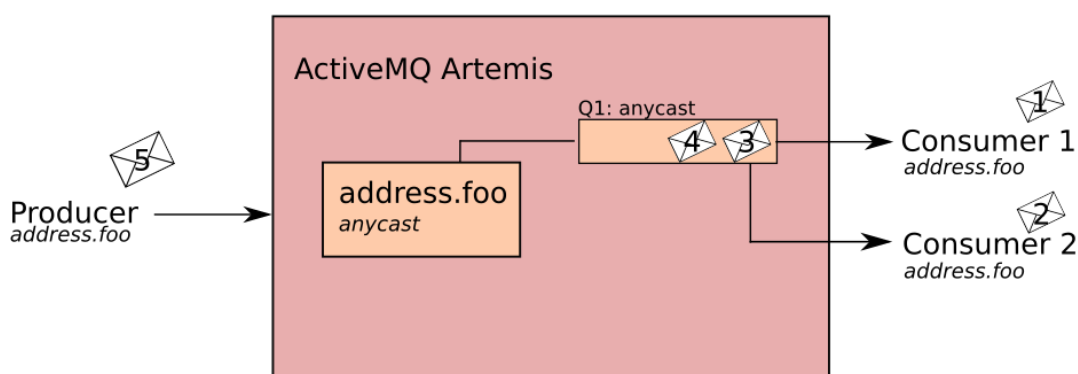 ActiveMQ Artemis
Q1: anycast
1
5
4
3
Consumer 1
address.foo
address.foo
anycast
Producer
address.foo
2
Consumer 2
address.foo